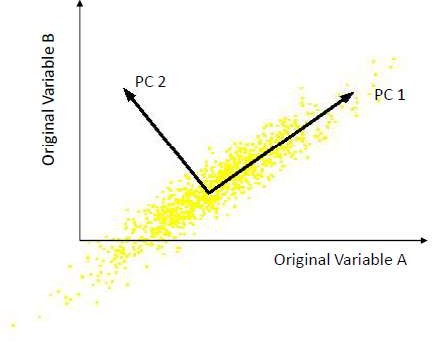 Original Variable B
PC 2
PC 1
Original Variable A